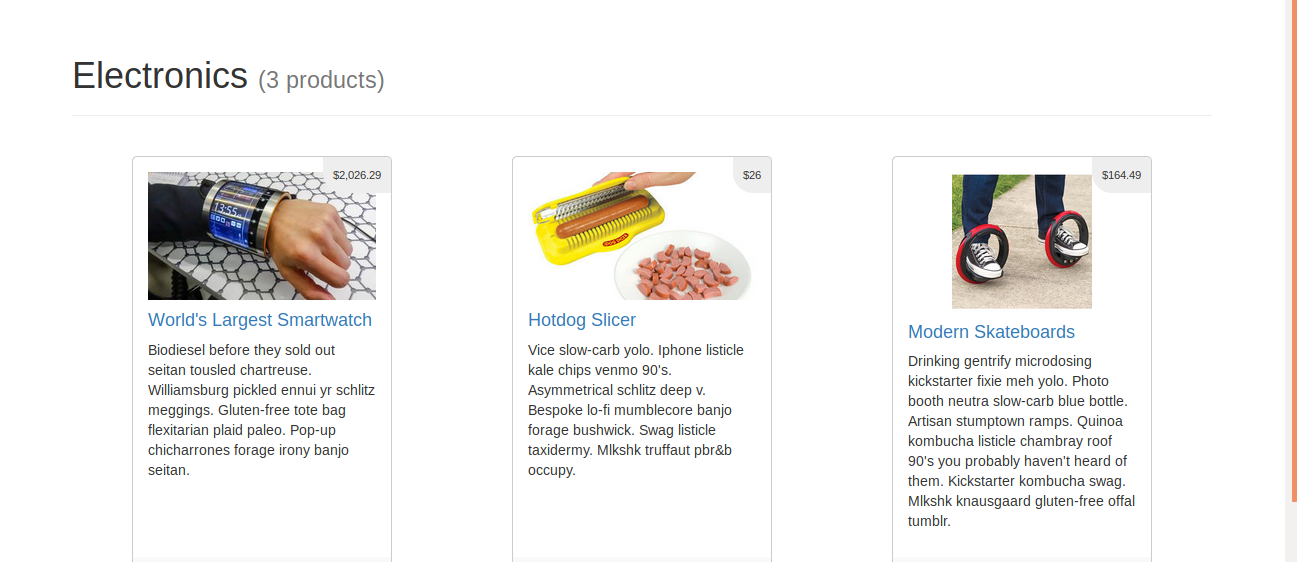 Electronics (3 products)
$2,026.29
13:55
World's Largest Smartwatch
Biodiesel before they sold out
seitan tousled chartreuse.
Williamsburg pickled ennui yr schlitz
meggings. Gluten-free tote bag
flexitarian plaid paleo. Pop-up
chicharrones forage irony banjo
seitan.
$26
Hotdog Slicer
Vice slow-carb yolo. Iphone listicle
kale chips venmo 90's.
Asymmetrical schlitz deep v.
Bespoke lo-fi mumblecore banjo
forage bushwick. Swag listicle
taxidermy. Mlkshk truffaut pbr&b
occupy.
$164.49
Modern Skateboards
Drinking gentrify microdosing
kickstarter fixie meh yolo. Photo
booth neutra slow-carb blue bottle.
Artisan stumptown ramps. Quinoa
kombucha listicle chambray roof
90's you probably haven't heard of
them. Kickstarter kombucha swag.
Mlkshk knausgaard gluten-free offal
tumblr.